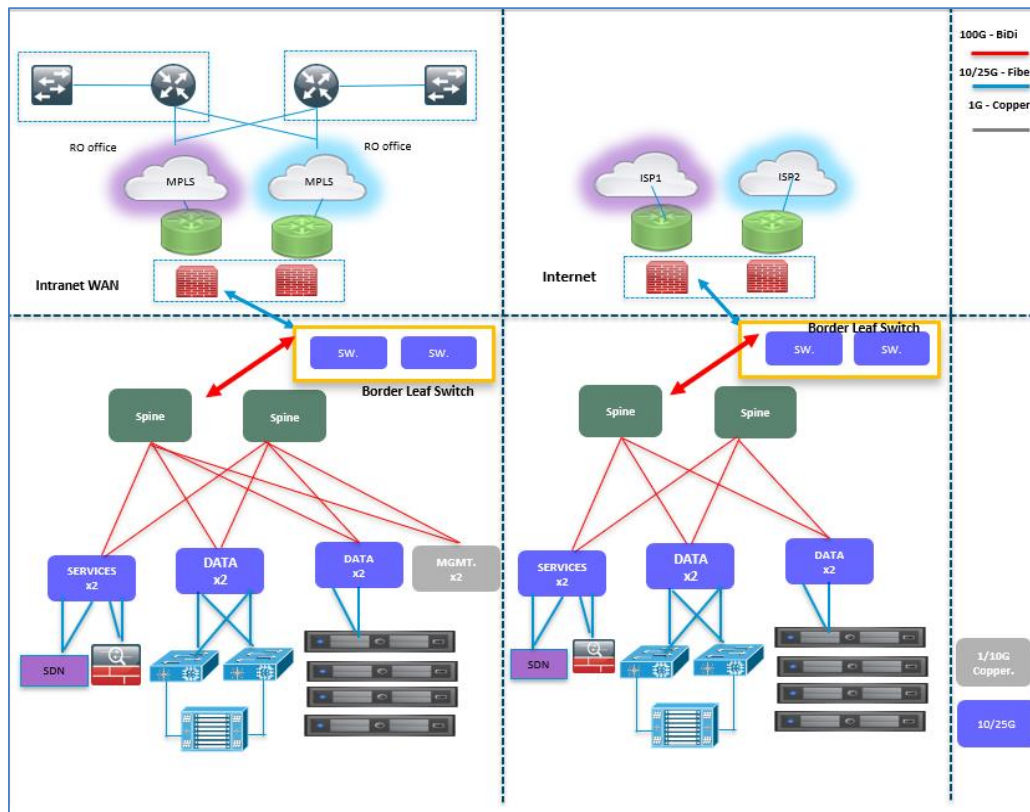 RO office
RO office
MPLS
MPLS
Intranet WAN
ISP1
ISP2
Internet
100G - BiDi
10/25G - Fiber
1G - Copper
SW.
SW.
Border Leaf Switch
Spine
Spine
SERVICES
x2
DATA
x2
DATA
x2
MGMT.
x2
SDN
Border Leaf Switch
SW.
SW.
Spine
Spine
SERVICES
x2
DATA
x2
DATA
x2
SDN
1/10G
Copper.
10/25G